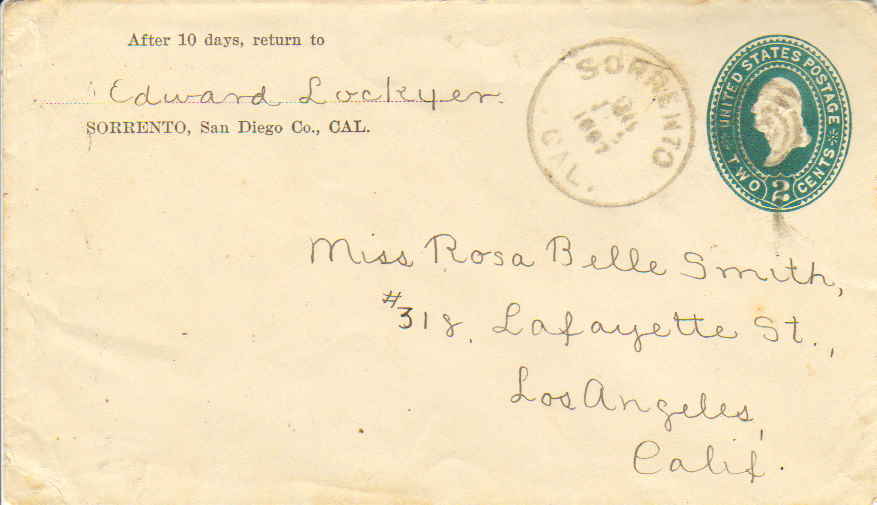 After 10 days, return to
Edward Lockyer.
SORRENTO, San Diego Co., CAL.
SORRENTO
CAL.
UNITED STATES POSTAGE
TWO 2 CENTS
Miss Rosa Belle Smith,
#318, Lafayette St.,
Los Angeles,
Calif.